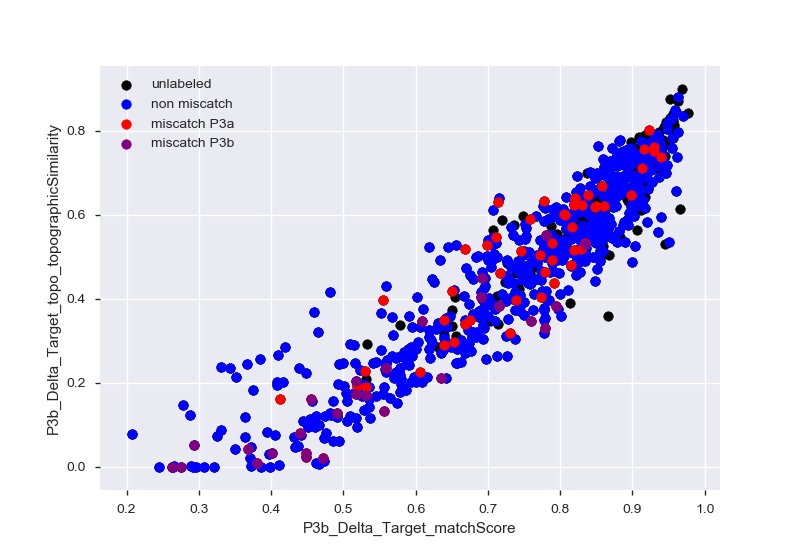 unlabeled
non miscatch
miscatch P3a
miscatch P3b
P3b_Delta_Target_topo_topographicSimilarity
0.8
0.6
0.4
0.2
0.0
0.2 0.3 0.4 0.5 0.6 0.7 0.8 0.9 1.0
P3b_Delta_Target_matchScore